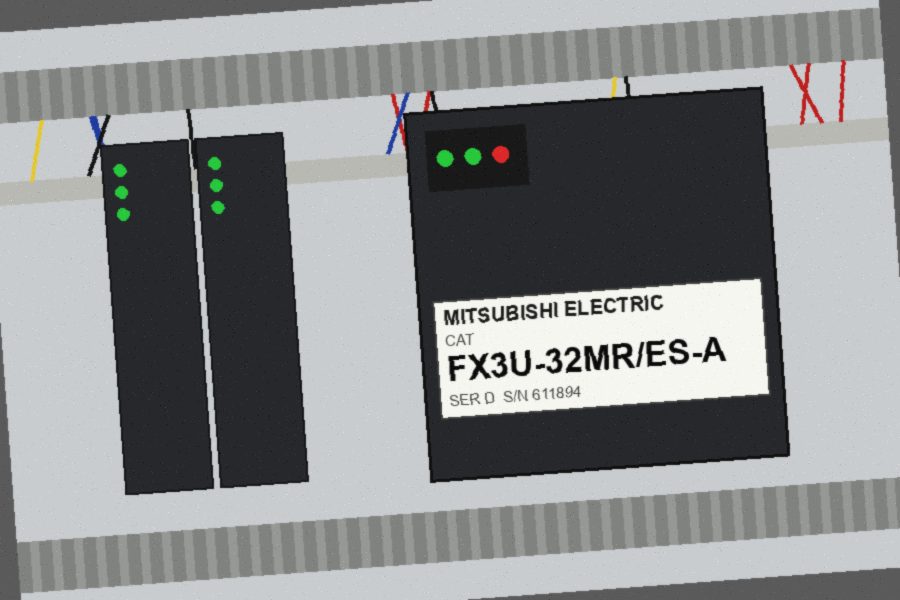 MITSUBISHI ELECTRIC
CAT
FX3U-32MR/ES-A
SER D S/N 611894